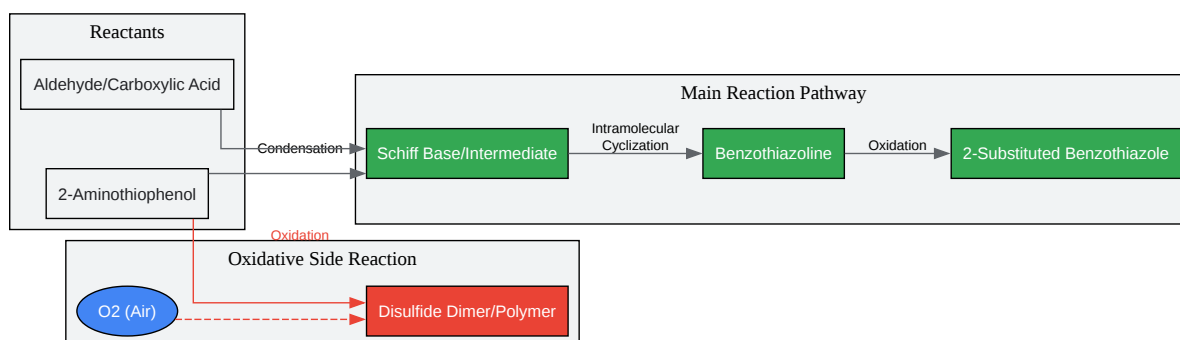 Reactants
Aldehyde/Carboxylic Acid
2-Aminothiophenol
Condensation
Main Reaction Pathway
Schiff Base/Intermediate
Intramolecular
Cyclization
Benzothiazoline
Oxidation
2-Substituted Benzothiazole
Oxidation
Oxidative Side Reaction
O2 (Air)
Disulfide Dimer/Polymer